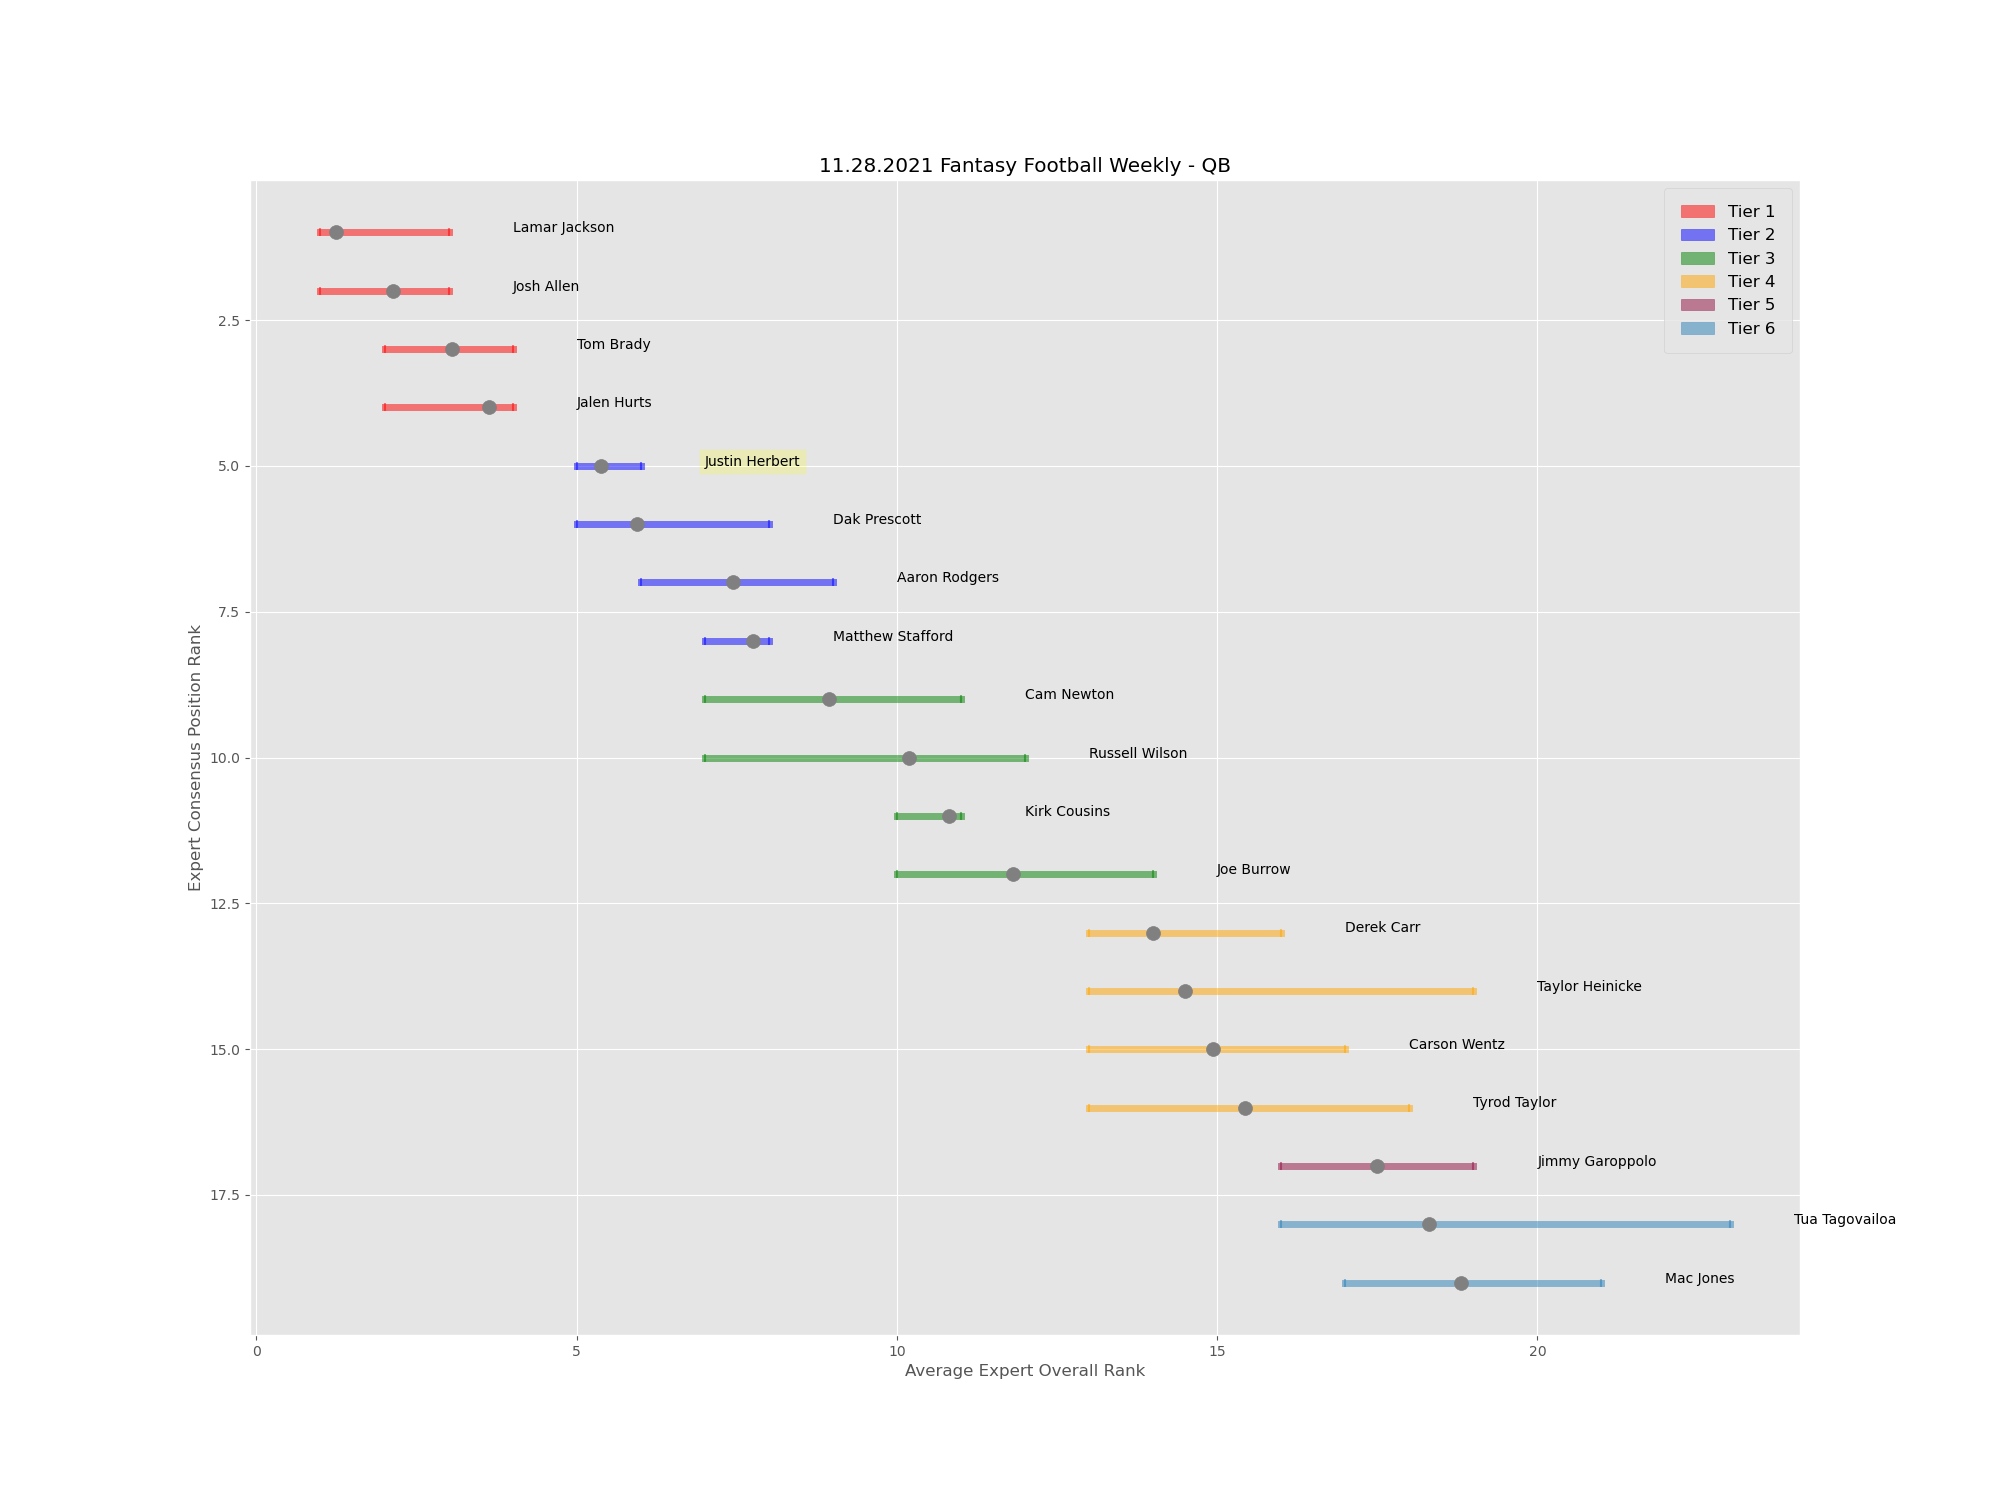 11.28.2021 Fantasy Football Weekly - QB
Tier 1
Tier 2
Tier 3
Tier 4
Tier 5
Tier 6
Lamar Jackson
Josh Allen
2.5
Tom Brady
Jalen Hurts
5.0
Justin Herbert
Dak Prescott
Aaron Rodgers
7.5
Matthew Stafford
Cam Newton
10.0
Russell Wilson
Kirk Cousins
Joe Burrow
12.5
Derek Carr
Taylor Heinicke
15.0
Carson Wentz
Tyrod Taylor
Jimmy Garoppolo
17.5
Tua Tagovailoa
Mac Jones
Expert Consensus Position Rank
0 5 10 15 20
Average Expert Overall Rank